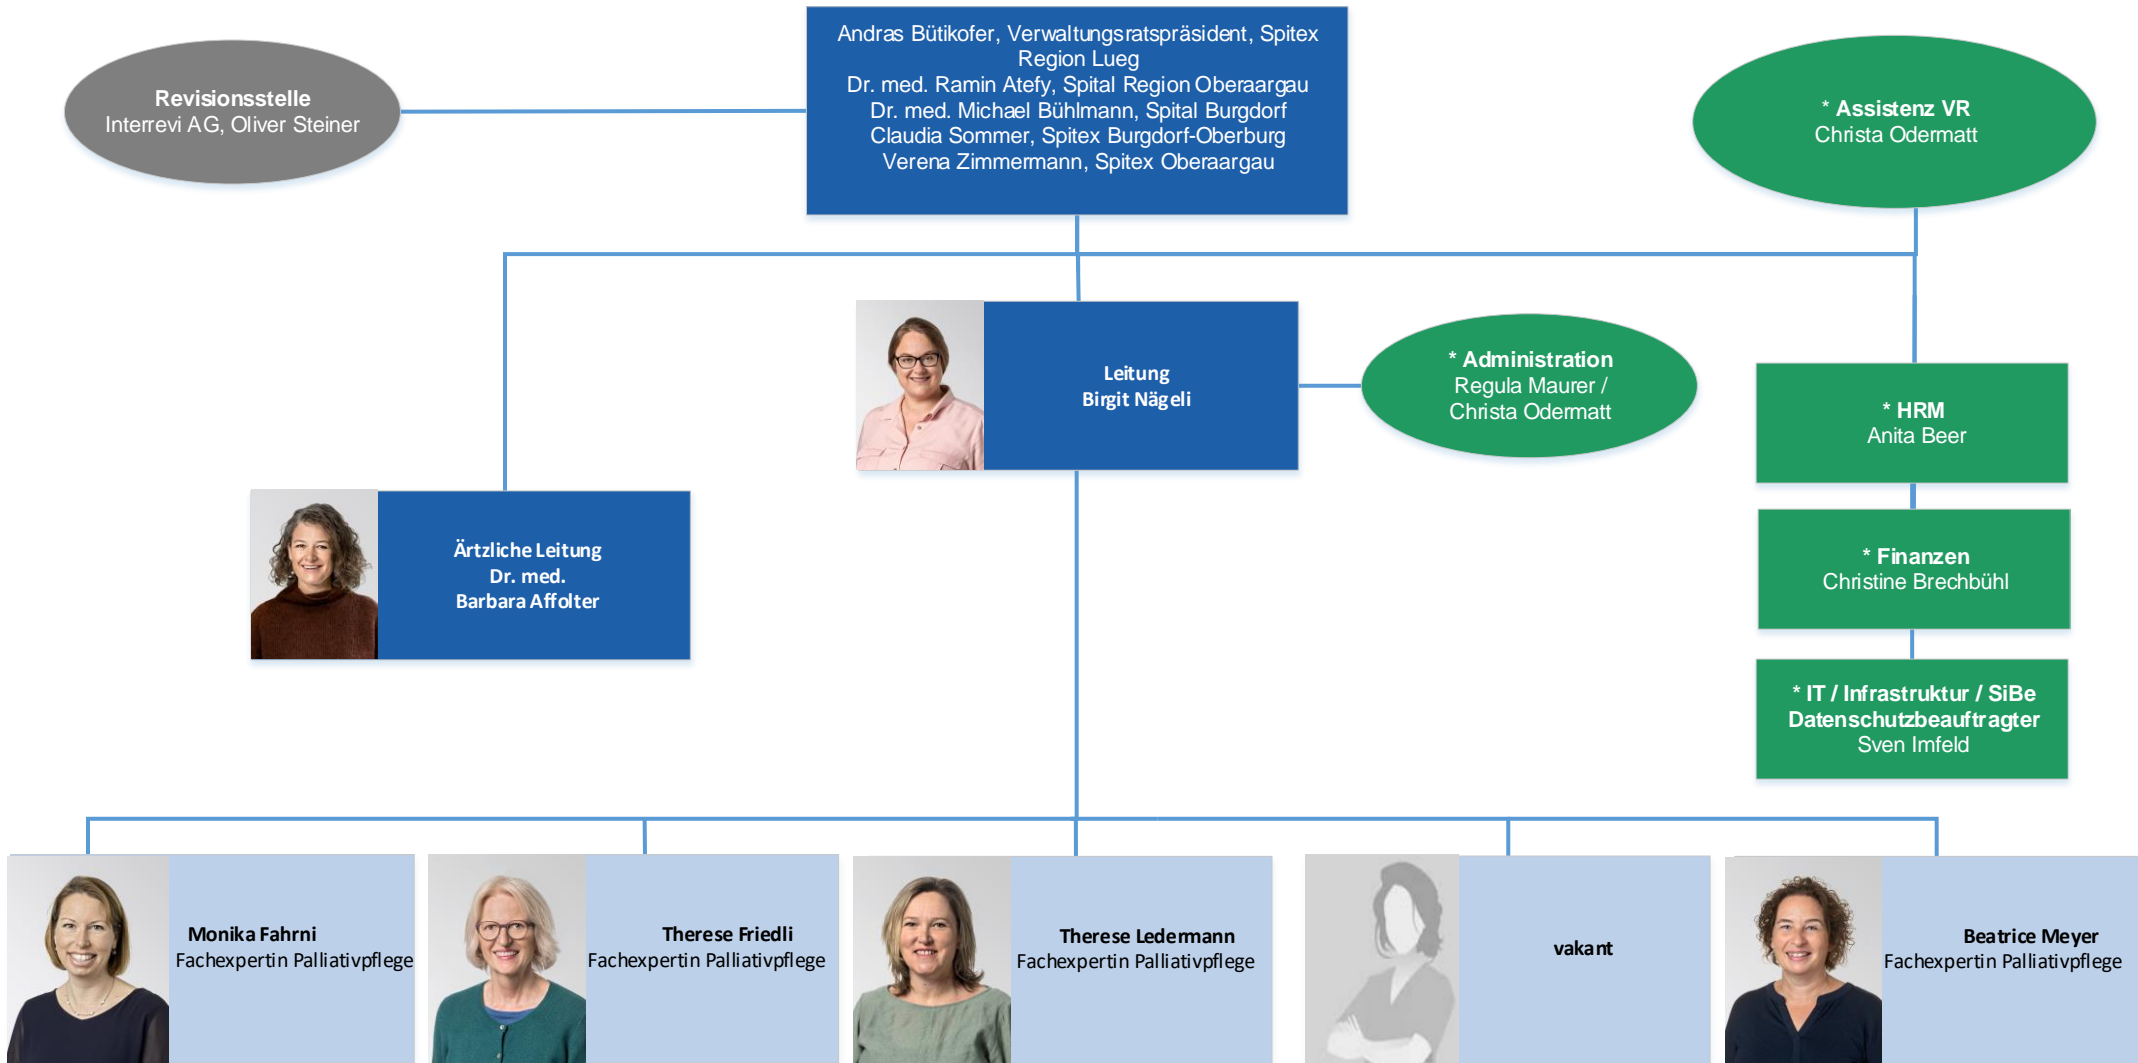 Andras Bütikofer, Verwaltungsratspräsident, Spitex
Region Lueg
Dr. med. Ramin Atefy, Spital Region Oberaargau
Dr. med. Michael Bühlmann, Spital Burgdorf
Claudia Sommer, Spitex Burgdorf-Oberburg
Verena Zimmermann, Spitex Oberaargau
Revisionsstelle
Interrevi AG, Oliver Steiner
* Assistenz VR
Christa Odermatt
Leitung
Birgit Nägeli
* Administration
Regula Maurer /
Christa Odermatt
* HRM
Anita Beer
Ärtzliche Leitung
Dr. med.
Barbara Affolter
* Finanzen
Christine Brechbühl
* IT / Infrastruktur / SiBe
Datenschutzbeauftragter
Sven Imfeld
Monika Fahrni
Fachexpertin Palliativpflege
Therese Friedli
Fachexpertin Palliativpflege
Therese Ledermann
Fachexpertin Palliativpflege
vakant
Beatrice Meyer
Fachexpertin Palliativpflege